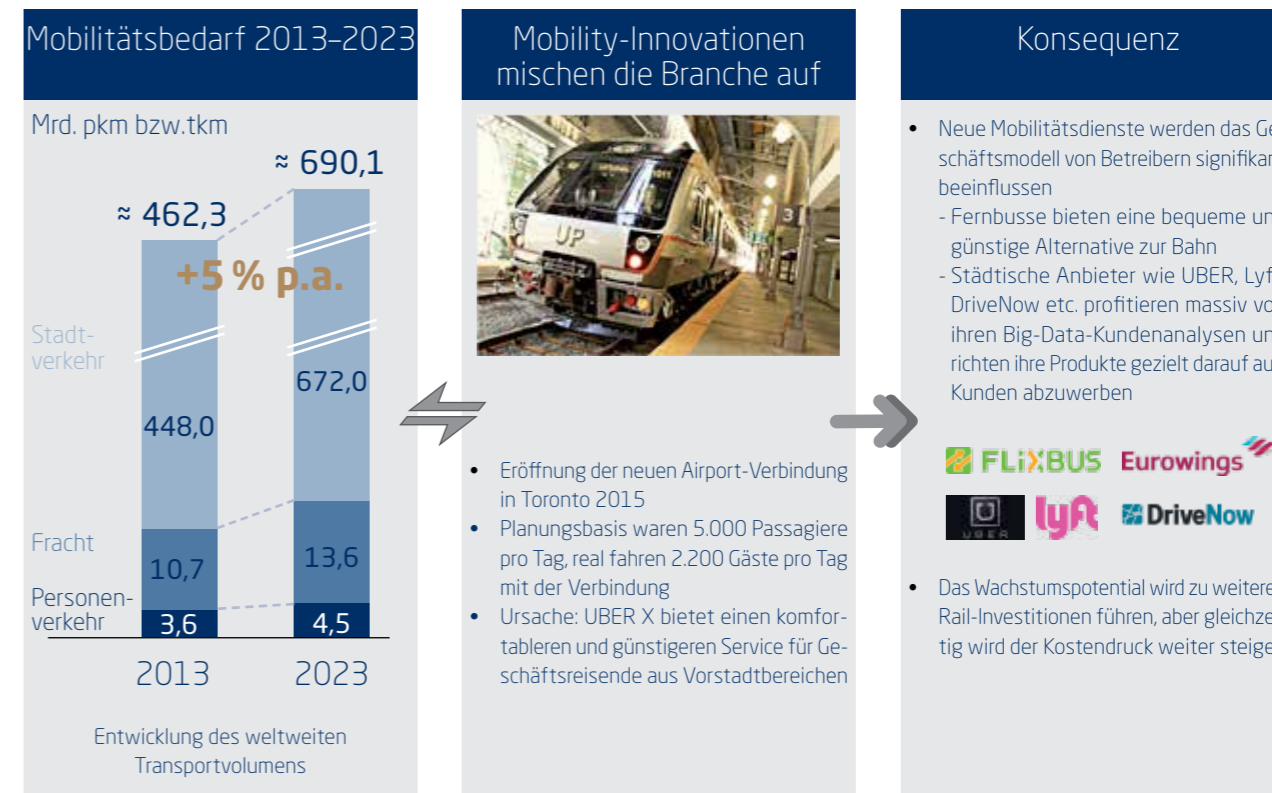 Mobilitätsbedarf 2013–2023
Mrd. pkm bzw.tkm
≈ 690,1
≈ 462,3
+5 % p.a.
Stadt-
verkehr
672,0
448,0
Fracht
10,7
13,6
Personen-
verkehr
3,6
4,5
2013
2023
Entwicklung des weltweiten
Transportvolumens
Mobility-Innovationen
mischen die Branche auf
UP
3
• Eröffnung der neuen Airport-Verbindung
in Toronto 2015
• Planungsbasis waren 5.000 Passagiere
pro Tag, real fahren 2.200 Gäste pro Tag
mit der Verbindung
• Ursache: UBER X bietet einen komfor-
tableren und günstigeren Service für Ge-
schäftsreisende aus Vorstadtbereichen
Konsequenz
• Neue Mobilitätsdienste werden das Ge
schäftsmodell von Betreibern signifikan
beeinflussen
- Fernbusse bieten eine bequeme un
günstige Alternative zur Bahn
- Städtische Anbieter wie UBER, Lyf
DriveNow etc. profitieren massiv vo
ihren Big-Data-Kundenanalysen un
richten ihre Produkte gezielt darauf au
Kunden abzuwerben
FLiXBUS Eurowings
UBER lyft DriveNow
• Das Wachstumspotential wird zu weitere
Rail-Investitionen führen, aber gleichze
tig wird der Kostendruck weiter steige